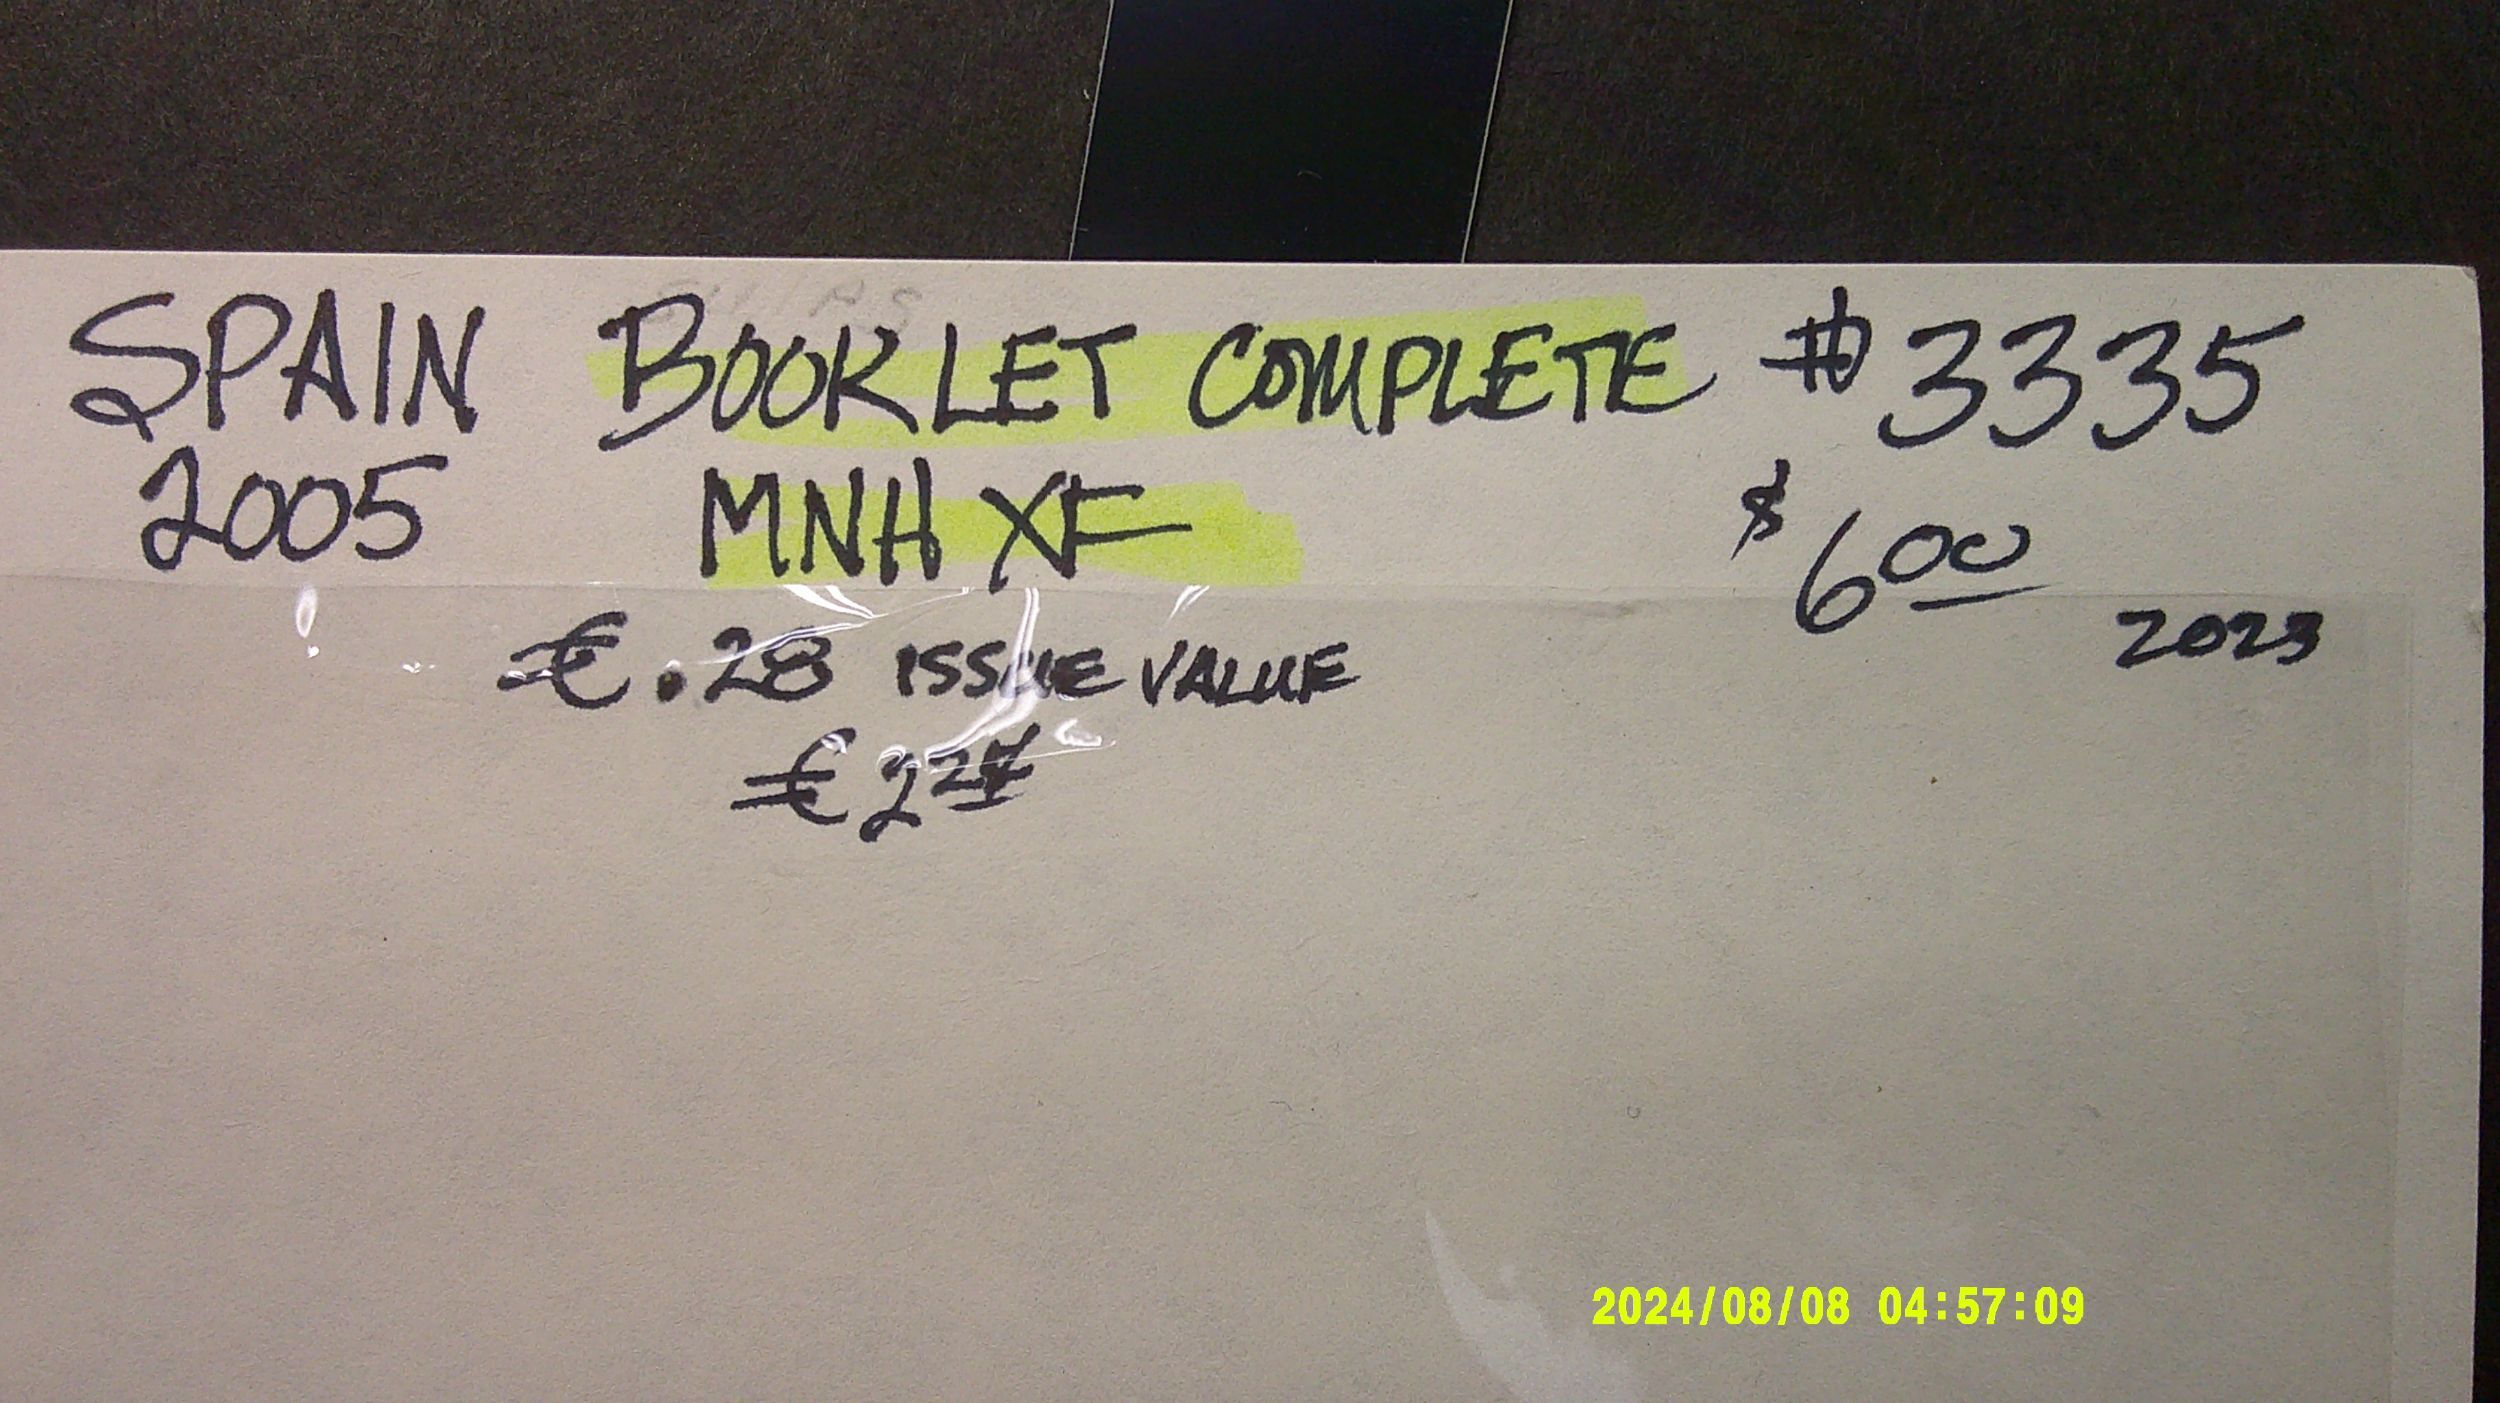 SPAIN BOOKLET COMPLETE #3335
2005 MNH XF $6.00
2023
€.28 ISSUE VALUE
€2.24
2024/08/08 04:57:09